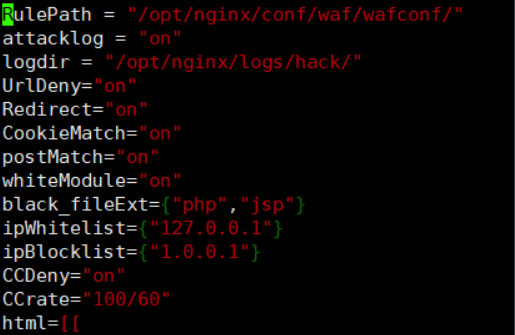 RulePath = "/opt/nginx/conf/waf/wafconf/"
attacklog = "on"
logdir = "/opt/nginx/logs/hack/"
UrlDeny="on"
Redirect="on"
CookieMatch="on"
postMatch="on"
whiteModule="on"
black_fileExt={"php","jsp"}
ipWhitelist={"127.0.0.1"}
ipBlocklist={"1.0.0.1"}
CCDeny="on"
CCrate="100/60"
html=[[